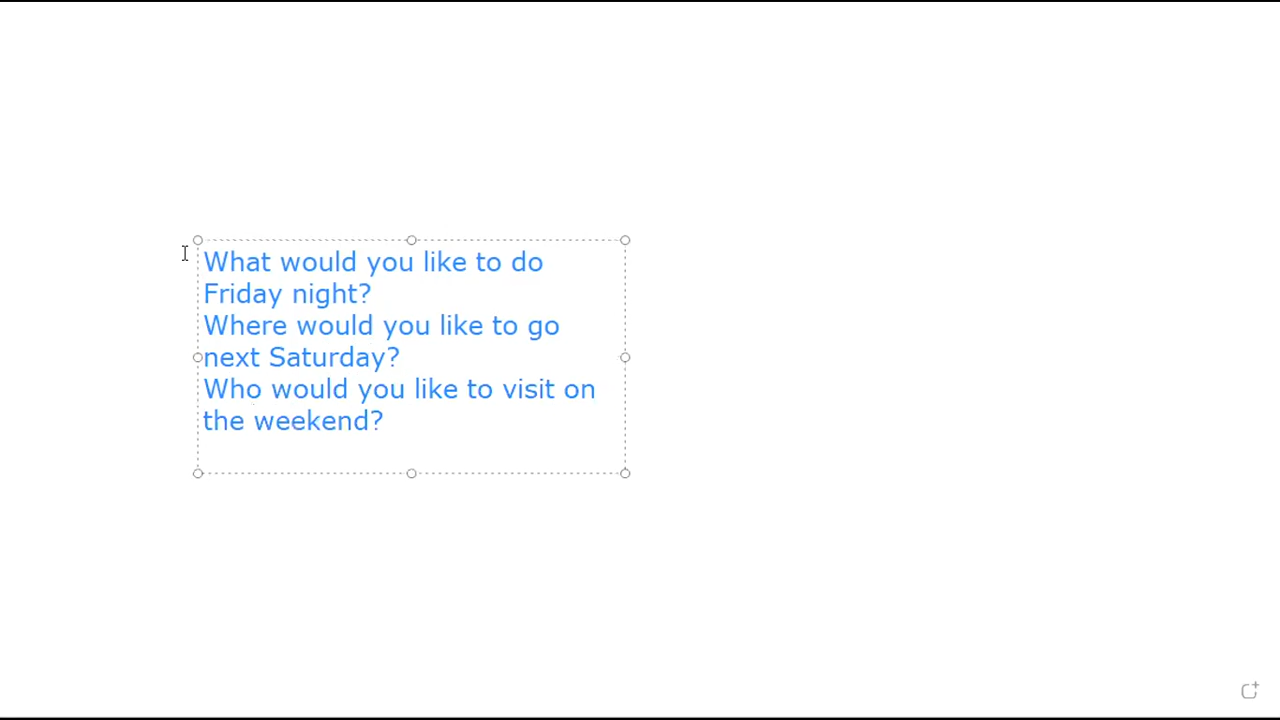 What would you like to do
Friday night?
Where would you like to go
next Saturday?
Who would you like to visit on
the weekend?